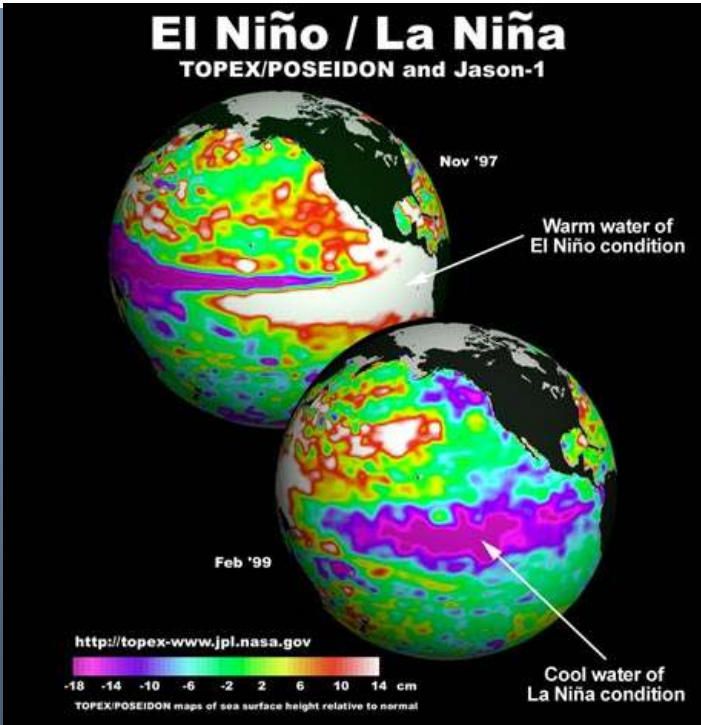 El Niño / La Niña
TOPEX/POSEIDON and Jason-1
Nov '97
Warm water of
El Niño condition
Feb '99
http://topex-www.jpl.nasa.gov
-18 -14 -10 -6 -2 2 6 10 14 cm
TOPEX/POSEIDON maps of sea surface height relative to normal
Cool water of
La Niña condition